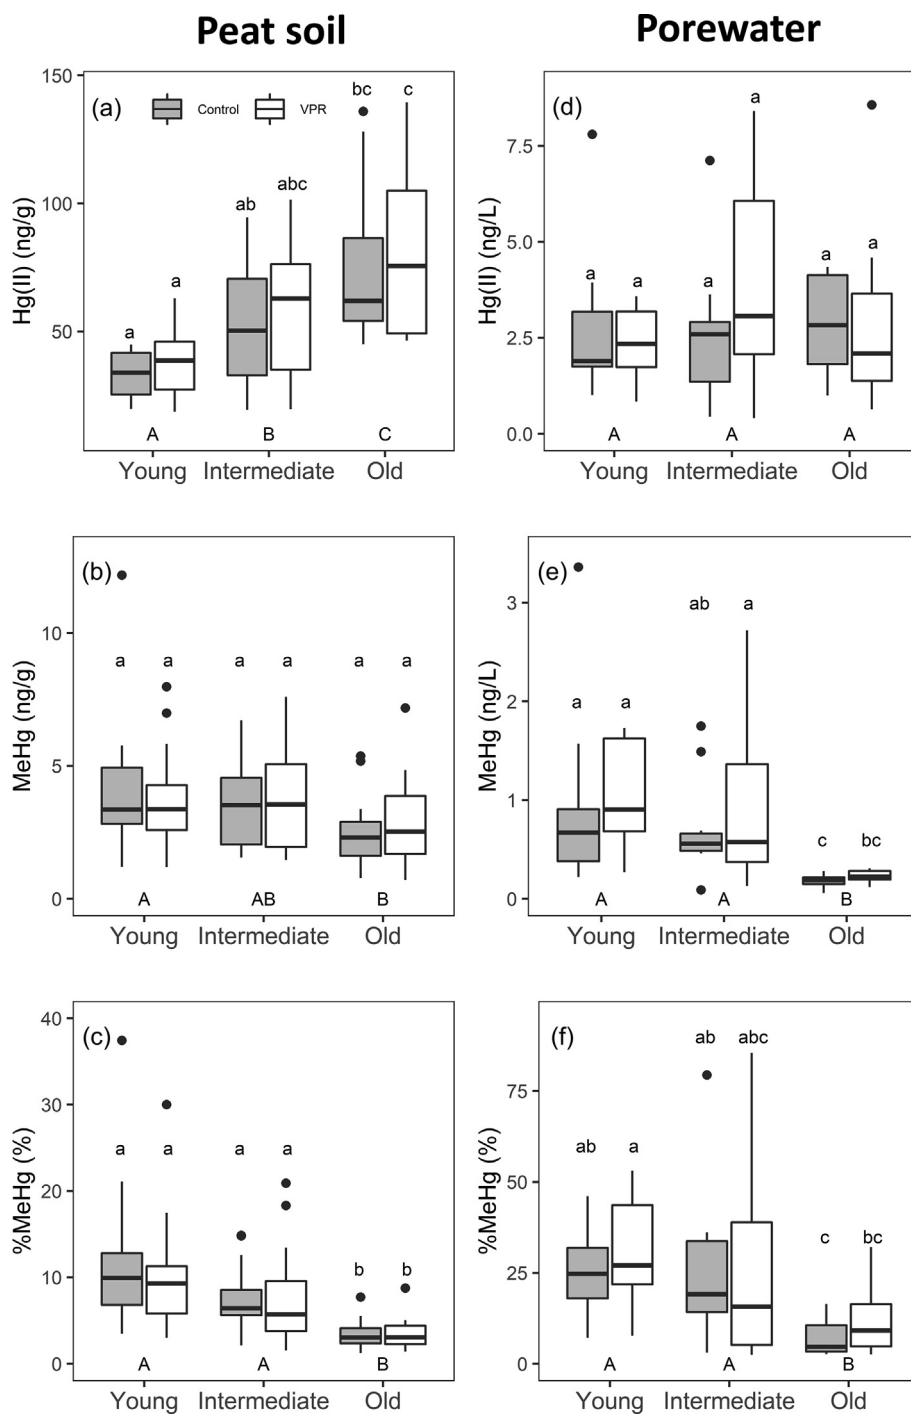 Peat soil
Porewater
(a)
Control
VPR
Hg(II) (ng/g)
150
100
50
a
a
ab
abc
bc
c
A
B
C
Young
Intermediate
Old
(d)
Hg(II) (ng/L)
7.5
5.0
2.5
0.0
a
a
a
a
a
a
A
A
A
Young
Intermediate
Old
(b)
MeHg (ng/g)
10
5
0
a
a
a
a
a
a
A
AB
B
Young
Intermediate
Old
(e)
MeHg (ng/L)
3
2
1
0
a
a
ab
a
c
bc
A
A
B
Young
Intermediate
Old
(c)
%MeHg (%)
40
30
20
10
0
a
a
a
a
b
b
A
A
B
Young
Intermediate
Old
(f)
%MeHg (%)
75
50
25
0
ab
a
ab
abc
c
bc
A
A
B
Young
Intermediate
Old